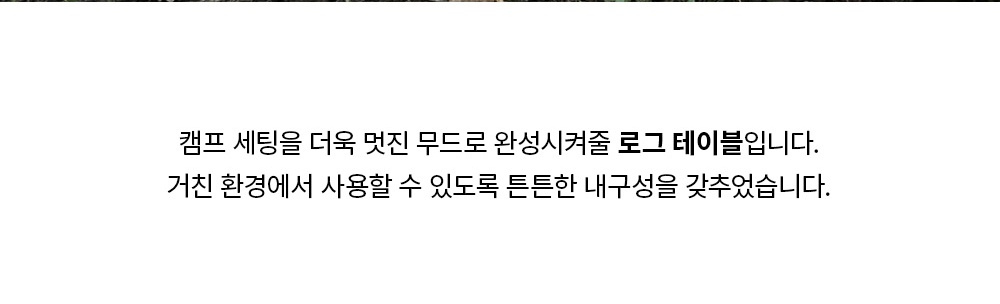 캠프 세팅을 더욱 멋진 무드로 완성시켜줄 로그 테이블입니다.
거친 환경에서 사용할 수 있도록 튼튼한 내구성을 갖추었습니다.